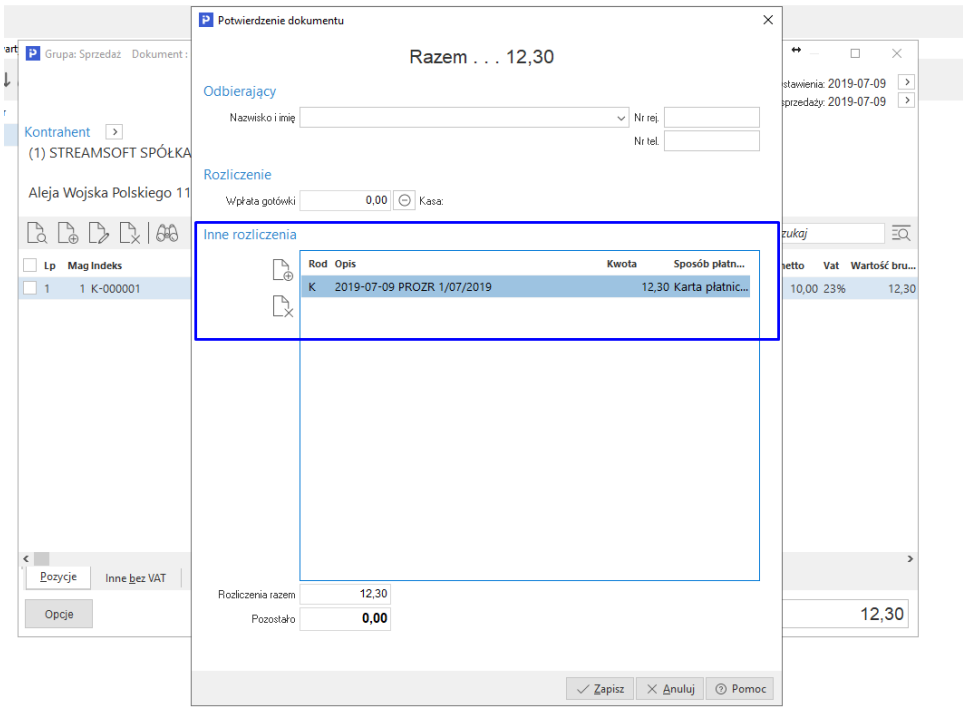 Potwierdzenie dokumentu
Razem . . . 12,30
Grupa: Sprzedaż Dokument :
2019-07-09
sprzedaży: 2019-07-09
Odbierający
Nazwisko i imię
Nr rej.
Nr tel.
Kontrahent
(1) STREAMSOFT SPÓŁKA
Aleja Wojska Polskiego 11
Rozliczenie
Wpłata gotówki 0,00 Kasa:
Inne rozliczenia
Lp Mag Indeks
1 1 K-000001
Rod Opis Kwota Sposób płatn...
K 2019-07-09 PROZR 1/07/2019 12,30 Karta płatnic...
netto Vat Wartość bru...
10,00 23% 12,30
Pozycje Inne bez VAT
Opcje
Rozliczenia razem 12,30
Pozostało 0,00
12,30
Zapisz Anuluj Pomoc